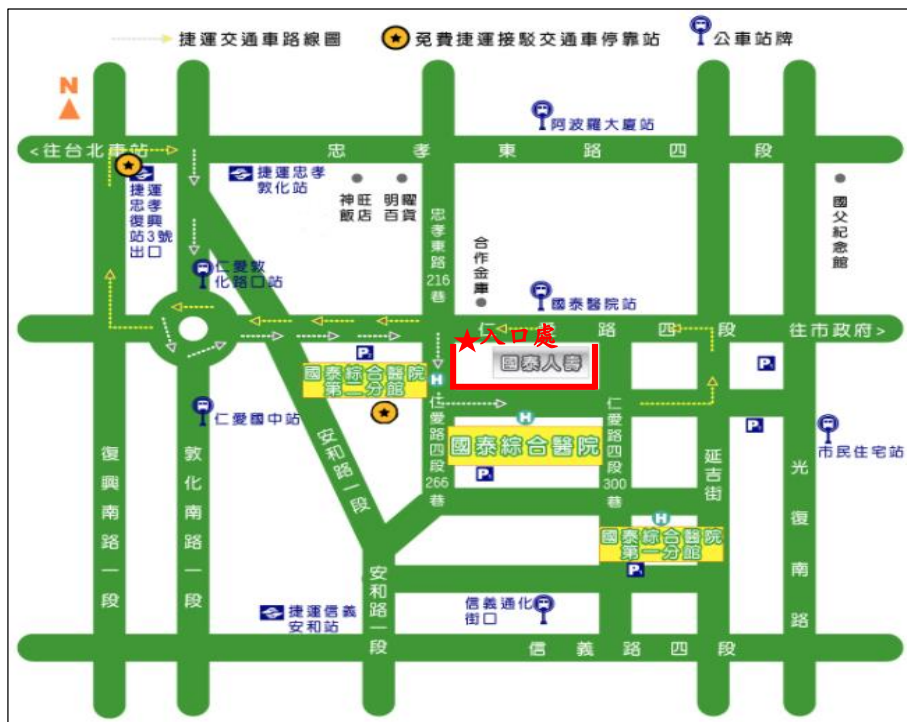 捷運交通車路線圖
免費捷運接駁交通車停靠站
公車站牌
N
阿波羅大廈站
<往台北車站
忠孝東路四段
捷運忠孝
敦化站
捷運
忠孝
復興
站3號
出口
神旺
飯店
明曜
百貨
忠孝東路216巷
合作金庫
國父紀念館
仁愛敦
化路口站
國泰醫院站
仁愛路四段
往市政府>
★入口處
國泰人壽
P
國泰綜合醫院
第二分館
H
P
仁愛國中站
仁愛路四段266巷
H
國泰綜合醫院
P
仁愛路四段300巷
P
市民住宅站
復興南路一段
敦化南路一段
安和路一段
延吉街
光復南路
H
國泰綜合醫院
第一分館
P
安和路一段
捷運信義
安和站
信義通化
街口
信義路四段